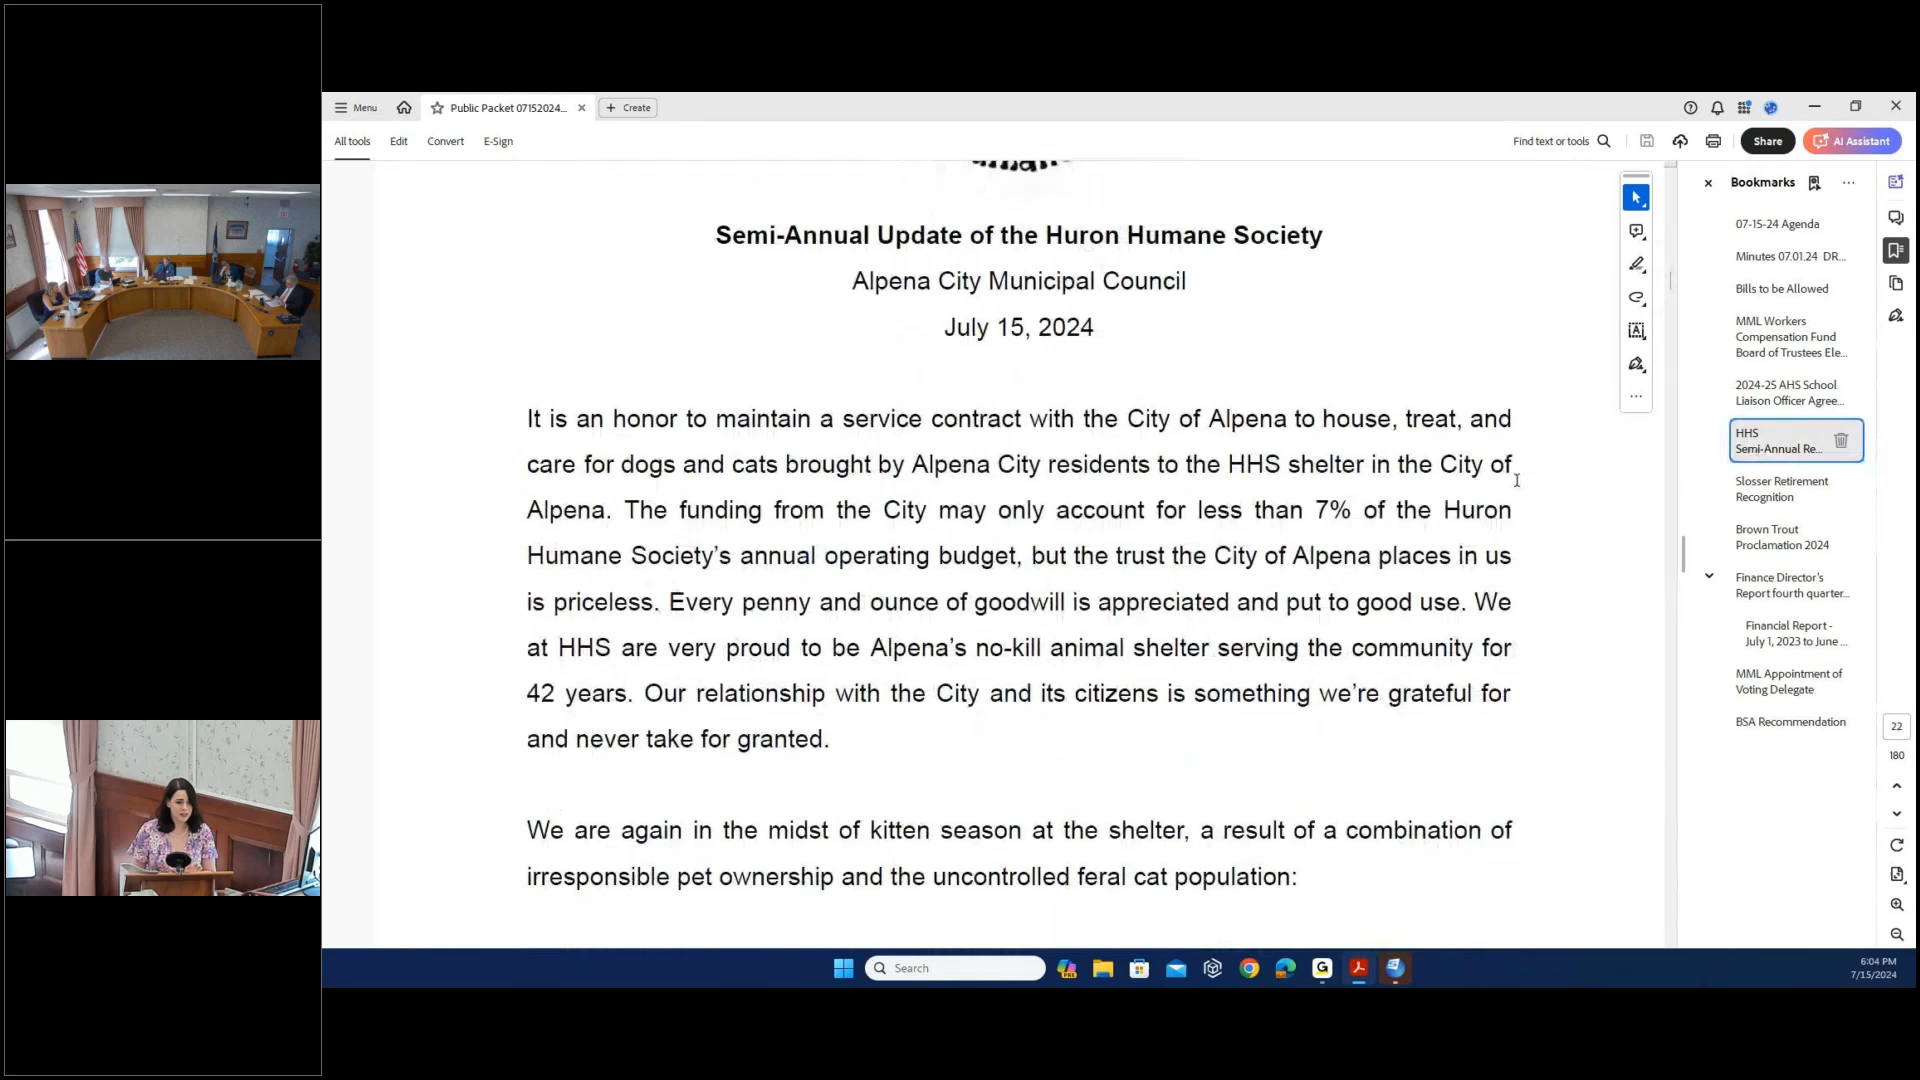 Menu
Public Packet 07152024...
Create
All tools
Edit
Convert
E-Sign
Find text or tools
Share
AI Assistant
Semi-Annual Update of the Huron Humane Society
Alpena City Municipal Council
July 15, 2024
It is an honor to maintain a service contract with the City of Alpena to house, treat, and
care for dogs and cats brought by Alpena City residents to the HHS shelter in the City of
Alpena. The funding from the City may only account for less than 7% of the Huron
Humane Society’s annual operating budget, but the trust the City of Alpena places in us
is priceless. Every penny and ounce of goodwill is appreciated and put to good use. We
at HHS are very proud to be Alpena’s no-kill animal shelter serving the community for
42 years. Our relationship with the City and its citizens is something we’re grateful for
and never take for granted.
We are again in the midst of kitten season at the shelter, a result of a combination of
irresponsible pet ownership and the uncontrolled feral cat population:
Bookmarks
07-15-24 Agenda
Minutes 07.01.24 DR...
Bills to be Allowed
MML Workers
Compensation Fund
Board of Trustees Ele...
2024-25 AHS School
Liaison Officer Agree...
HHS
Semi-Annual Re...
Slosser Retirement
Recognition
Brown Trout
Proclamation 2024
Finance Director's
Report fourth quarter...
Financial Report -
July 1, 2023 to June ...
MML Appointment of
Voting Delegate
BSA Recommendation
22
180
Search
6:04 PM
7/15/2024